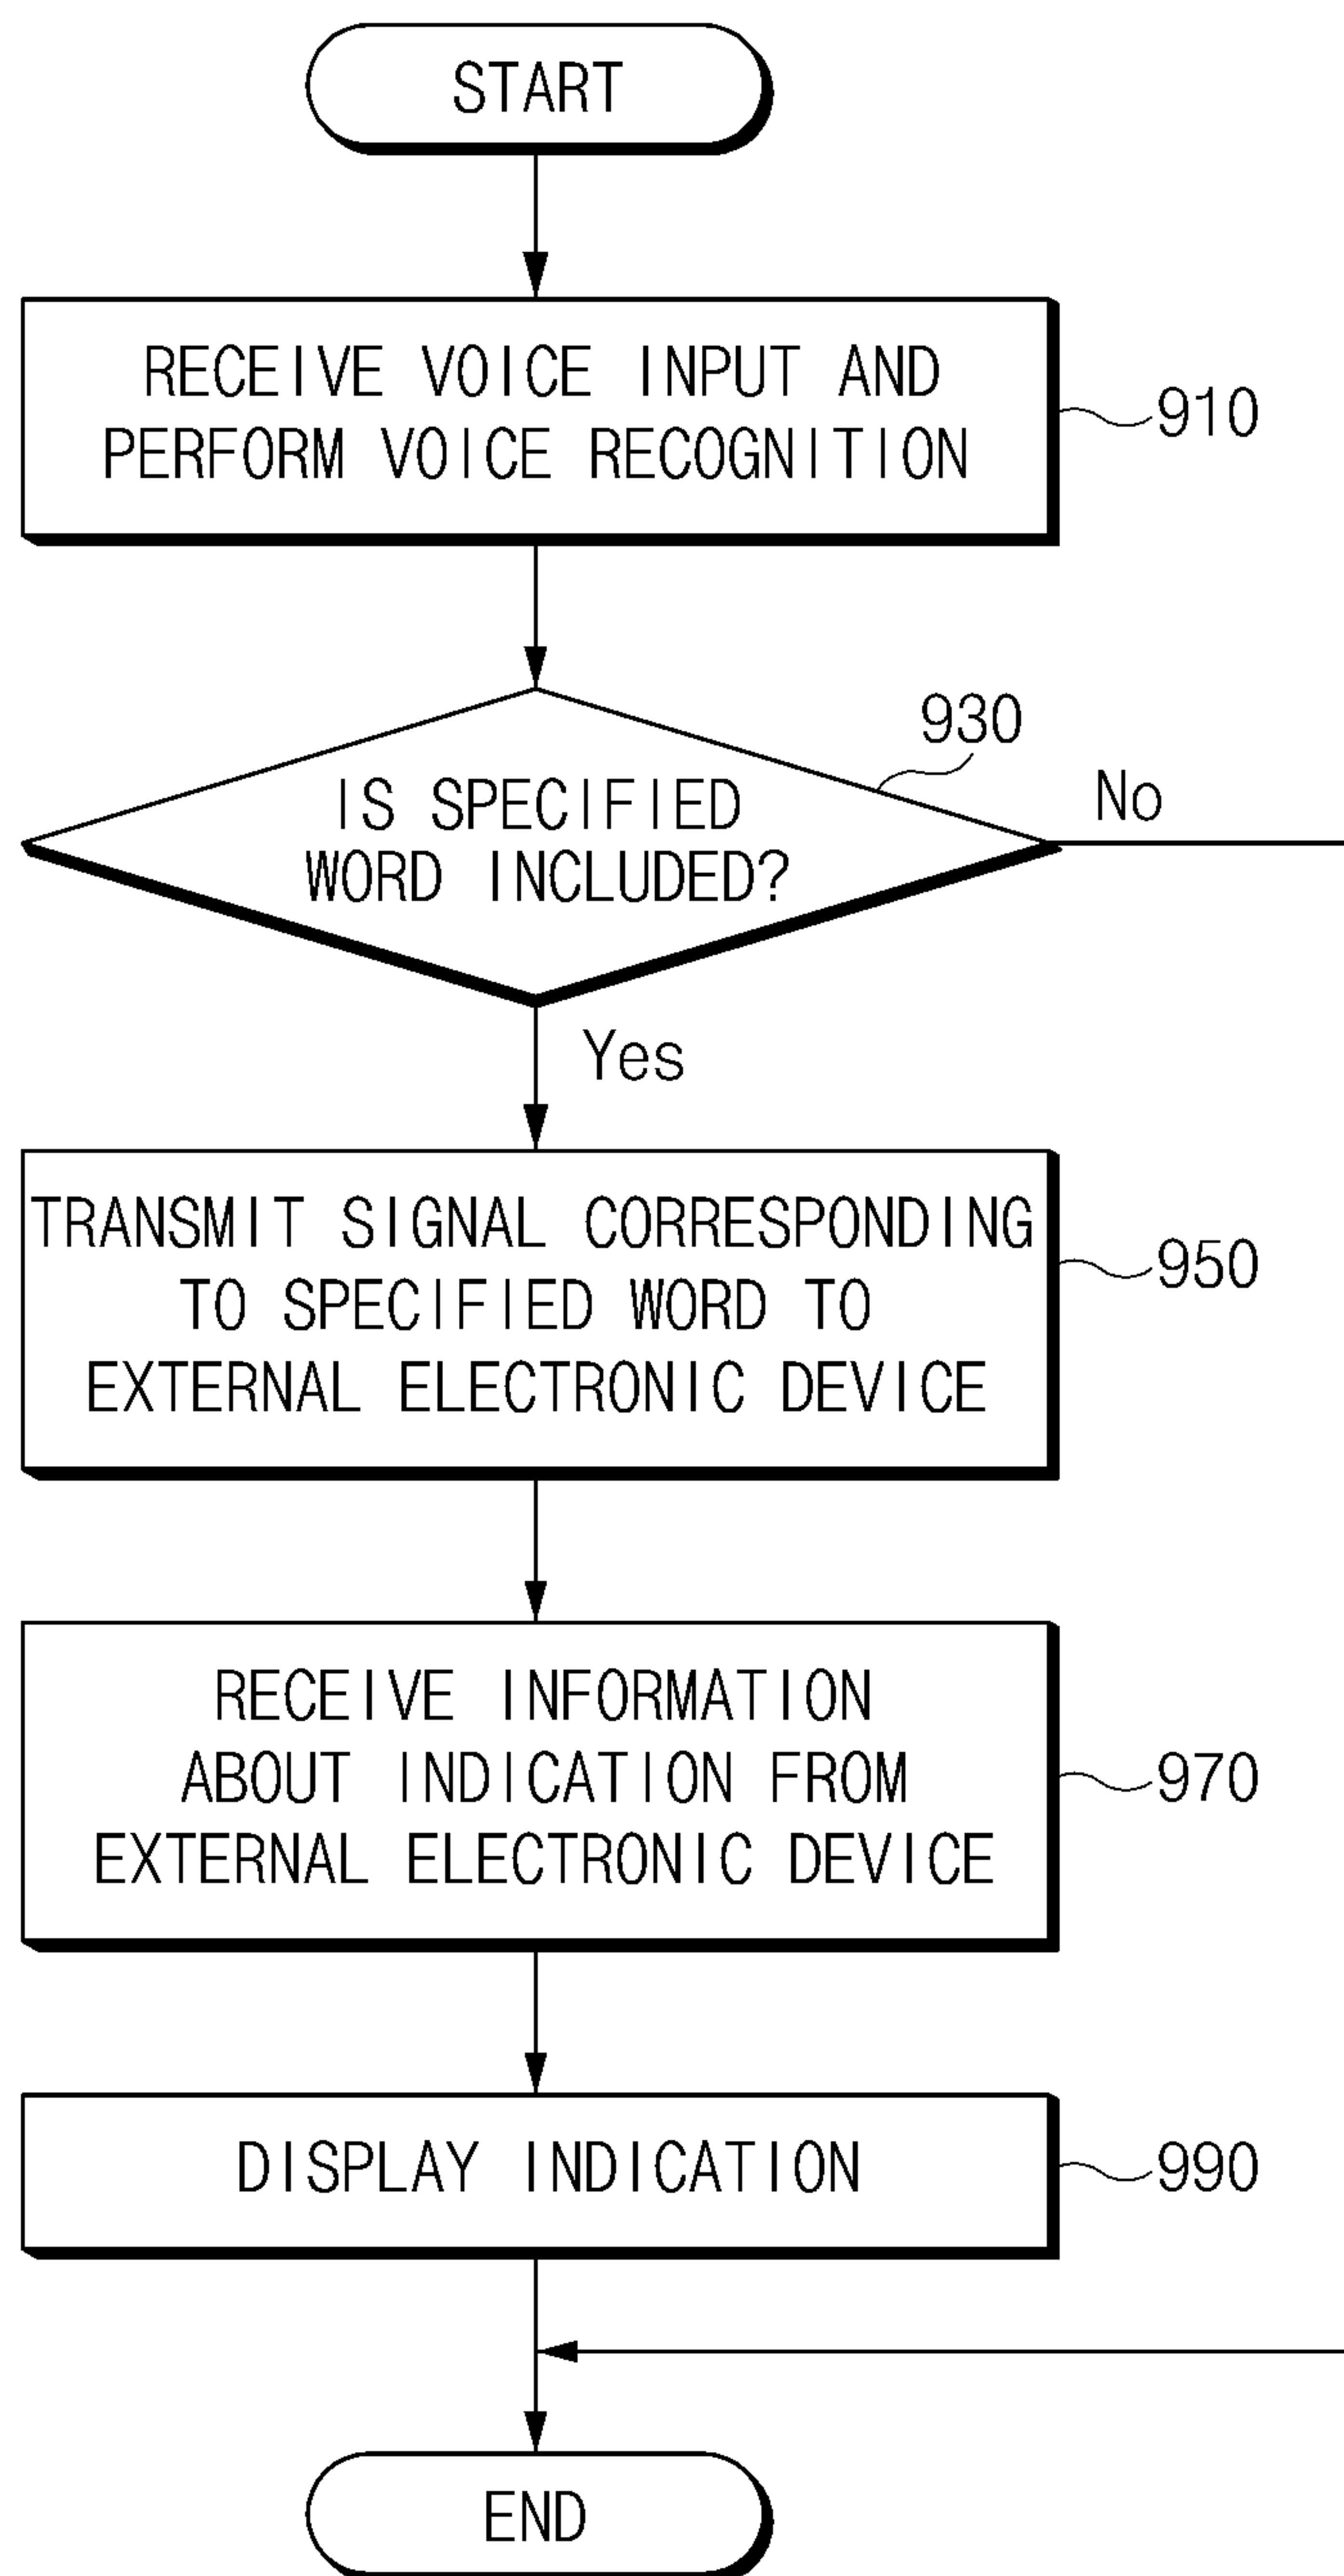 START
RECEIVE VOICE INPUT AND
PERFORM VOICE RECOGNITION
910
930
IS SPECIFIED
WORD INCLUDED?
No
Yes
TRANSMIT SIGNAL CORRESPONDING
TO SPECIFIED WORD TO
EXTERNAL ELECTRONIC DEVICE
950
RECEIVE INFORMATION
ABOUT INDICATION FROM
EXTERNAL ELECTRONIC DEVICE
970
DISPLAY INDICATION
990
END